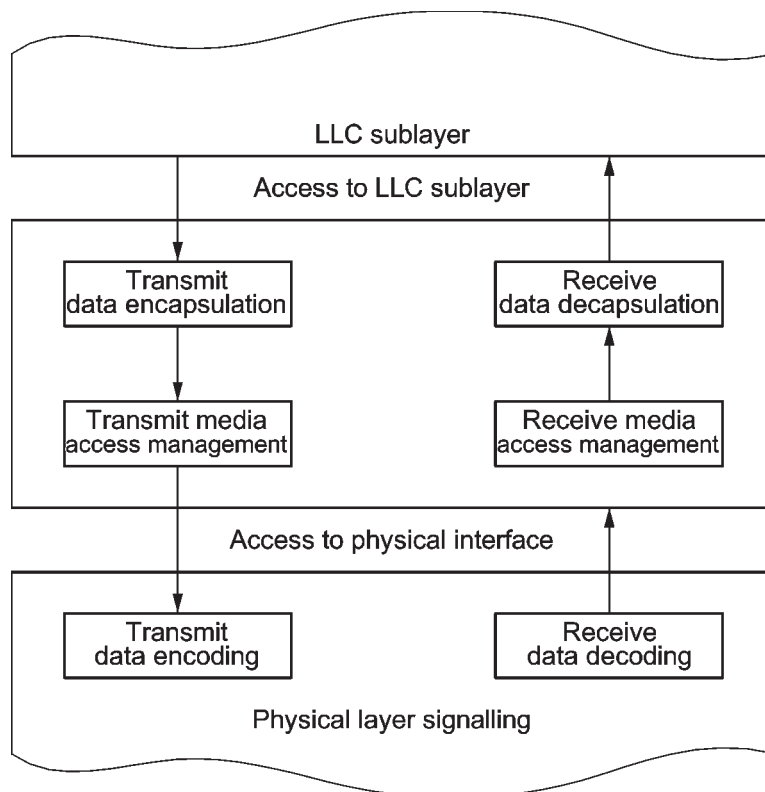 LLC sublayer
Access to LLC sublayer
Transmit
data encapsulation
Receive
data decapsulation
Transmit media
access management
Receive media
access management
Access to physical interface
Transmit
data encoding
Receive
data decoding
Physical layer signalling